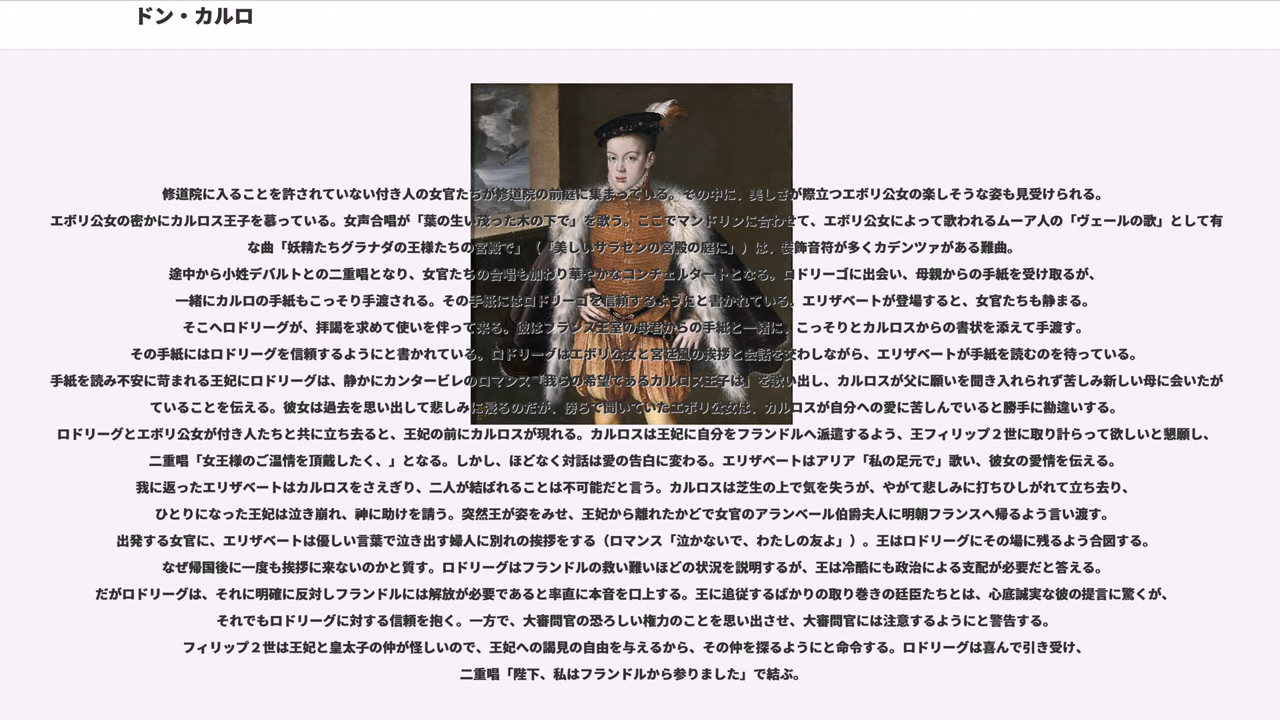 ドン・カルロ
修道院に入ることを許されていない付き人の女官たちが修道院の前庭に集まっている。その中に、美しさが際立つエボリ公女の楽しそうな姿も見受けられる。
エボリ公女の密かにカルロス王子を慕っている。女声合唱が「葉の生い茂った木の下で」を歌う。ここでマンドリンに合わせて、エボリ公女によって歌われるムーア人の「ヴェールの歌」として有
な曲「妖精たちグラナダの王様たちの宮殿で」（「美しいサラセンの宮殿の庭に」）は、装飾音符が多くカデンツァがある難曲。
途中から小姓デバルトとの二重唱となり、女官たちの合唱も加わり華やかなコンチェルタートとなる。ロドリーゴに出会い、母親からの手紙を受け取るが、
一緒にカルロの手紙もこっそり手渡される。その手紙にはロドリーゴを信頼するようにと書かれている。エリザベートが登場すると、女官たちも静まる。
そこへロドリーグが、拝謁を求めて使いを伴って来る。彼はフランス王室の母君からの手紙と一緒に、こっそりとカルロスからの書状を添えて手渡す。
その手紙にはロドリーグを信頼するようにと書かれている。ロドリーグはエボリ公女と宮廷風の挨拶と会話を交わしながら、エリザベートが手紙を読むのを待っている。
手紙を読み不安に苛まれる王妃にロドリーグは、静かにカンタービレのロマンス「我らの希望であるカルロス王子は」を歌い出し、カルロスが父に願いを聞き入れられず苦しみ新しい母に会いたが
ていることを伝える。彼女は過去を思い出して悲しみに浸るのだが、傍らで聞いていたエボリ公女は、カルロスが自分への愛に苦しんでいると勝手に勘違いする。
ロドリーグとエボリ公女が付き人たちと共に立ち去ると、王妃の前にカルロスが現れる。カルロスは王妃に自分をフランドルへ派遣するよう、王フィリップ２世に取り計らって欲しいと懇願し、
二重唱「女王様のご温情を頂戴したく、」となる。しかし、ほどなく対話は愛の告白に変わる。エリザベートはアリア「私の足元で」歌い、彼女の愛情を伝える。
我に返ったエリザベートはカルロスをさえぎり、二人が結ばれることは不可能だと言う。カルロスは芝生の上で気を失うが、やがて悲しみに打ちひしがれて立ち去り、
ひとりになった王妃は泣き崩れ、神に助けを請う。突然王が姿をみせ、王妃から離れたかどで女官のアランベール伯爵夫人に明朝フランスへ帰るよう言い渡す。
出発する女官に、エリザベートは優しい言葉で泣き出す婦人に別れの挨拶をする（ロマンス「泣かないで、わたしの友よ」）。王はロドリーグにその場に残るよう合図する。
なぜ帰国後に一度も挨拶に来ないのかと質す。ロドリーグはフランドルの救い難いほどの状況を説明するが、王は冷酷にも政治による支配が必要だと答える。
だがロドリーグは、それに明確に反対しフランドルには解放が必要であると率直に本音を口上する。王に追従するばかりの取り巻きの廷臣たちとは、心底誠実な彼の提言に驚くが、
それでもロドリーグに対する信頼を抱く。一方で、大審問官の恐ろしい権力のことを思い出させ、大審問官には注意するようにと警告する。
フィリップ２世は王妃と皇太子の仲が怪しいので、王妃への謁見の自由を与えるから、その仲を探るようにと命令する。ロドリーグは喜んで引き受け、
二重唱「陛下、私はフランドルから参りました」で結ぶ。